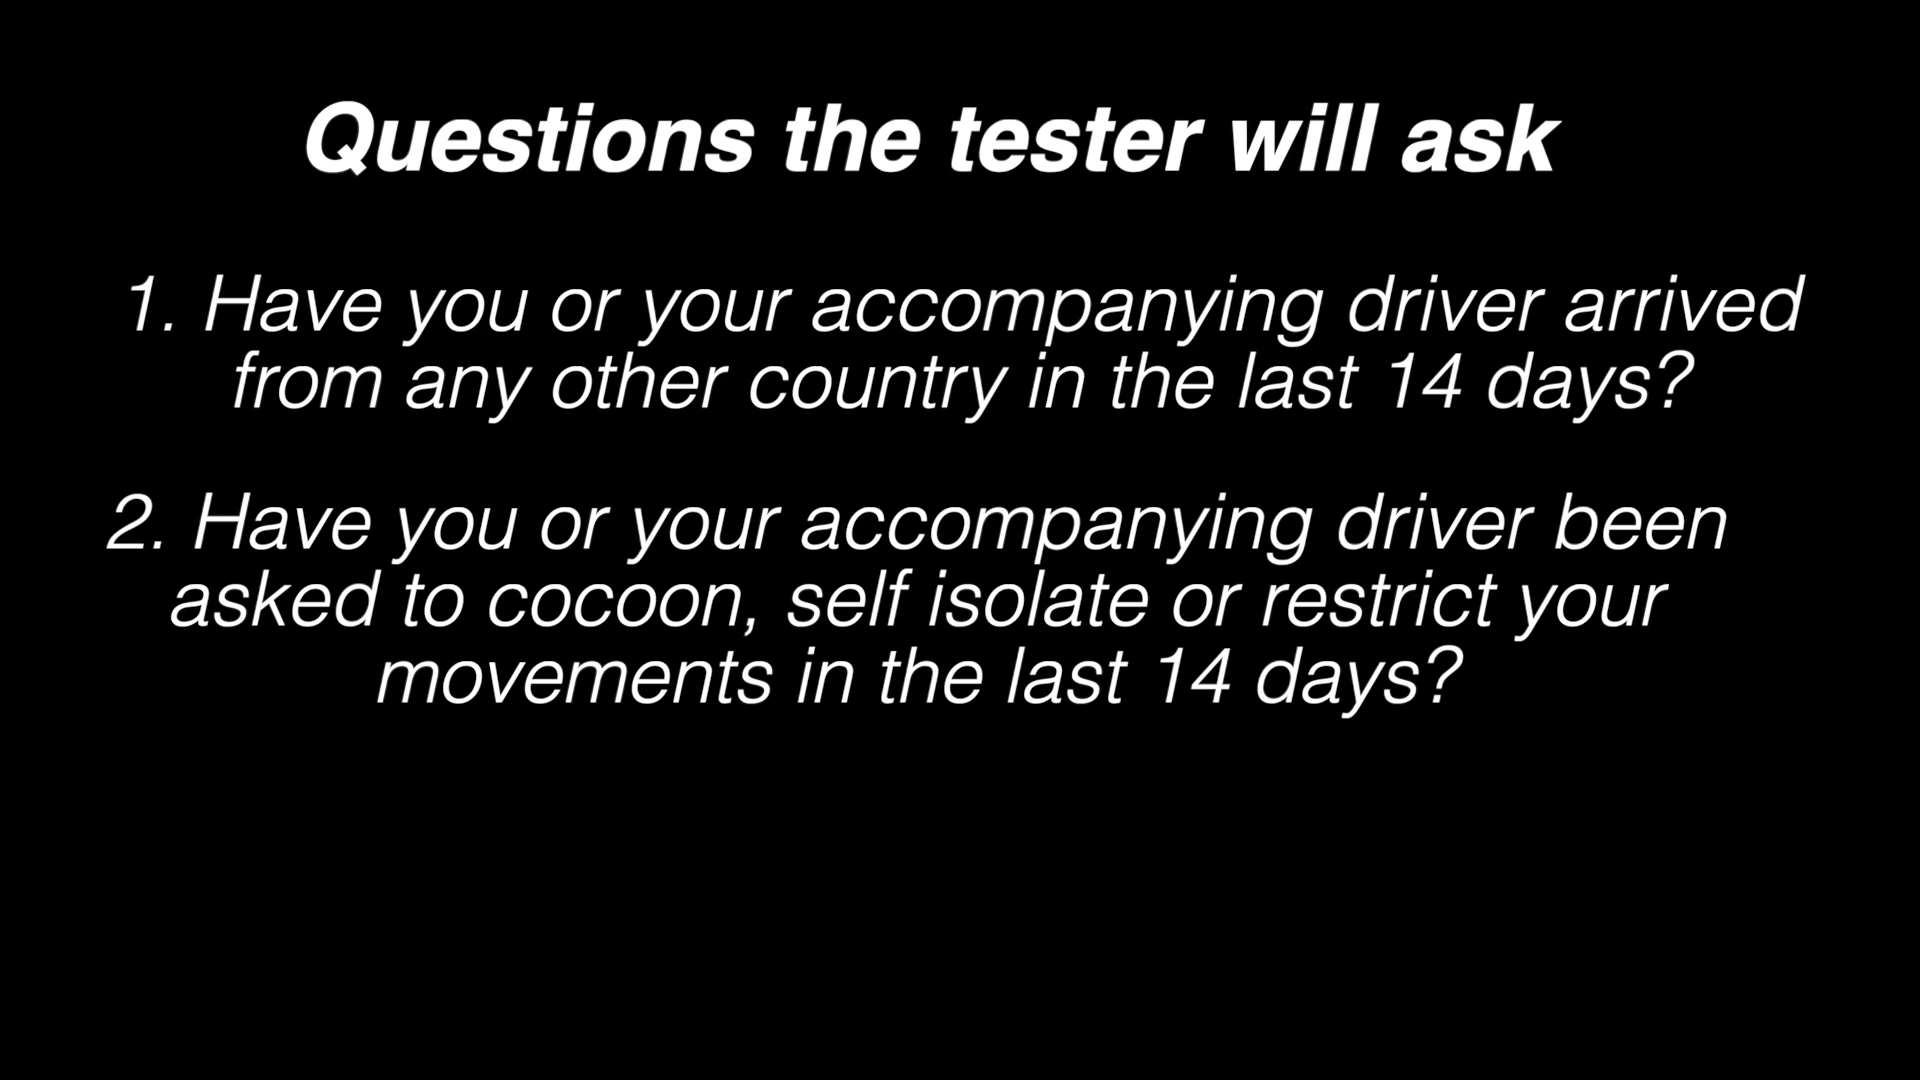 Questions the tester will ask
1. Have you or your accompanying driver arrived
from any other country in the last 14 days?
2. Have you or your accompanying driver been
asked to cocoon, self isolate or restrict your
movements in the last 14 days?